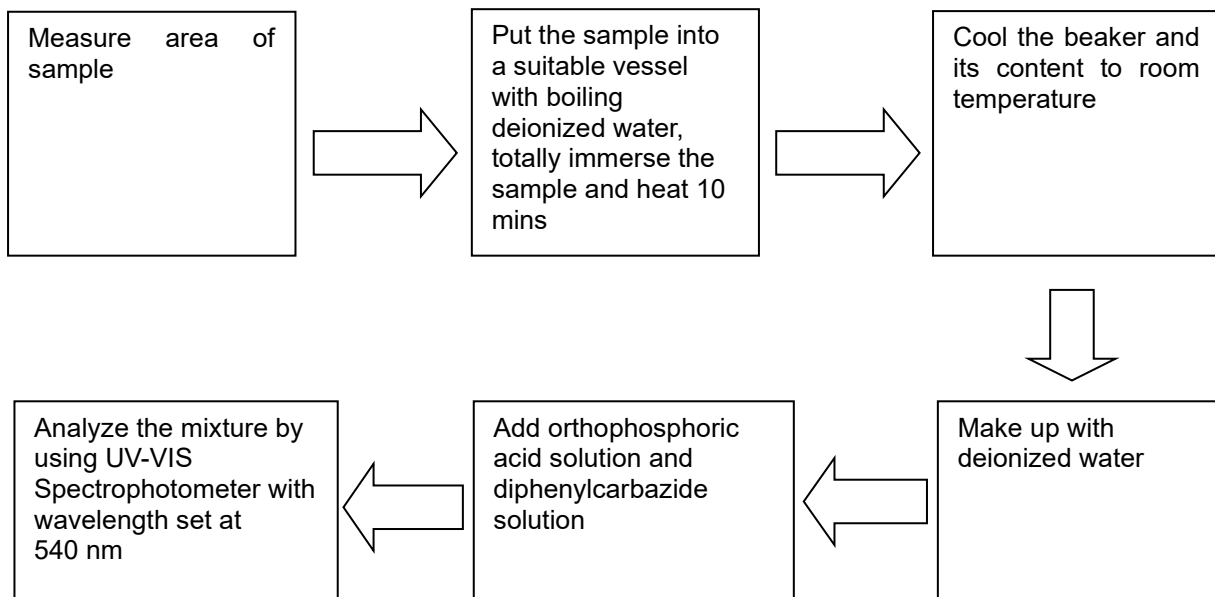 Measure area of
sample
Put the sample into
a suitable vessel
with boiling
deionized water,
totally immerse the
sample and heat 10
mins
Cool the beaker and
its content to room
temperature
Make up with
deionized water
Add orthophosphoric
acid solution and
diphenylcarbazide
solution
Analyze the mixture by
using UV-VIS
Spectrophotometer with
wavelength set at
540 nm